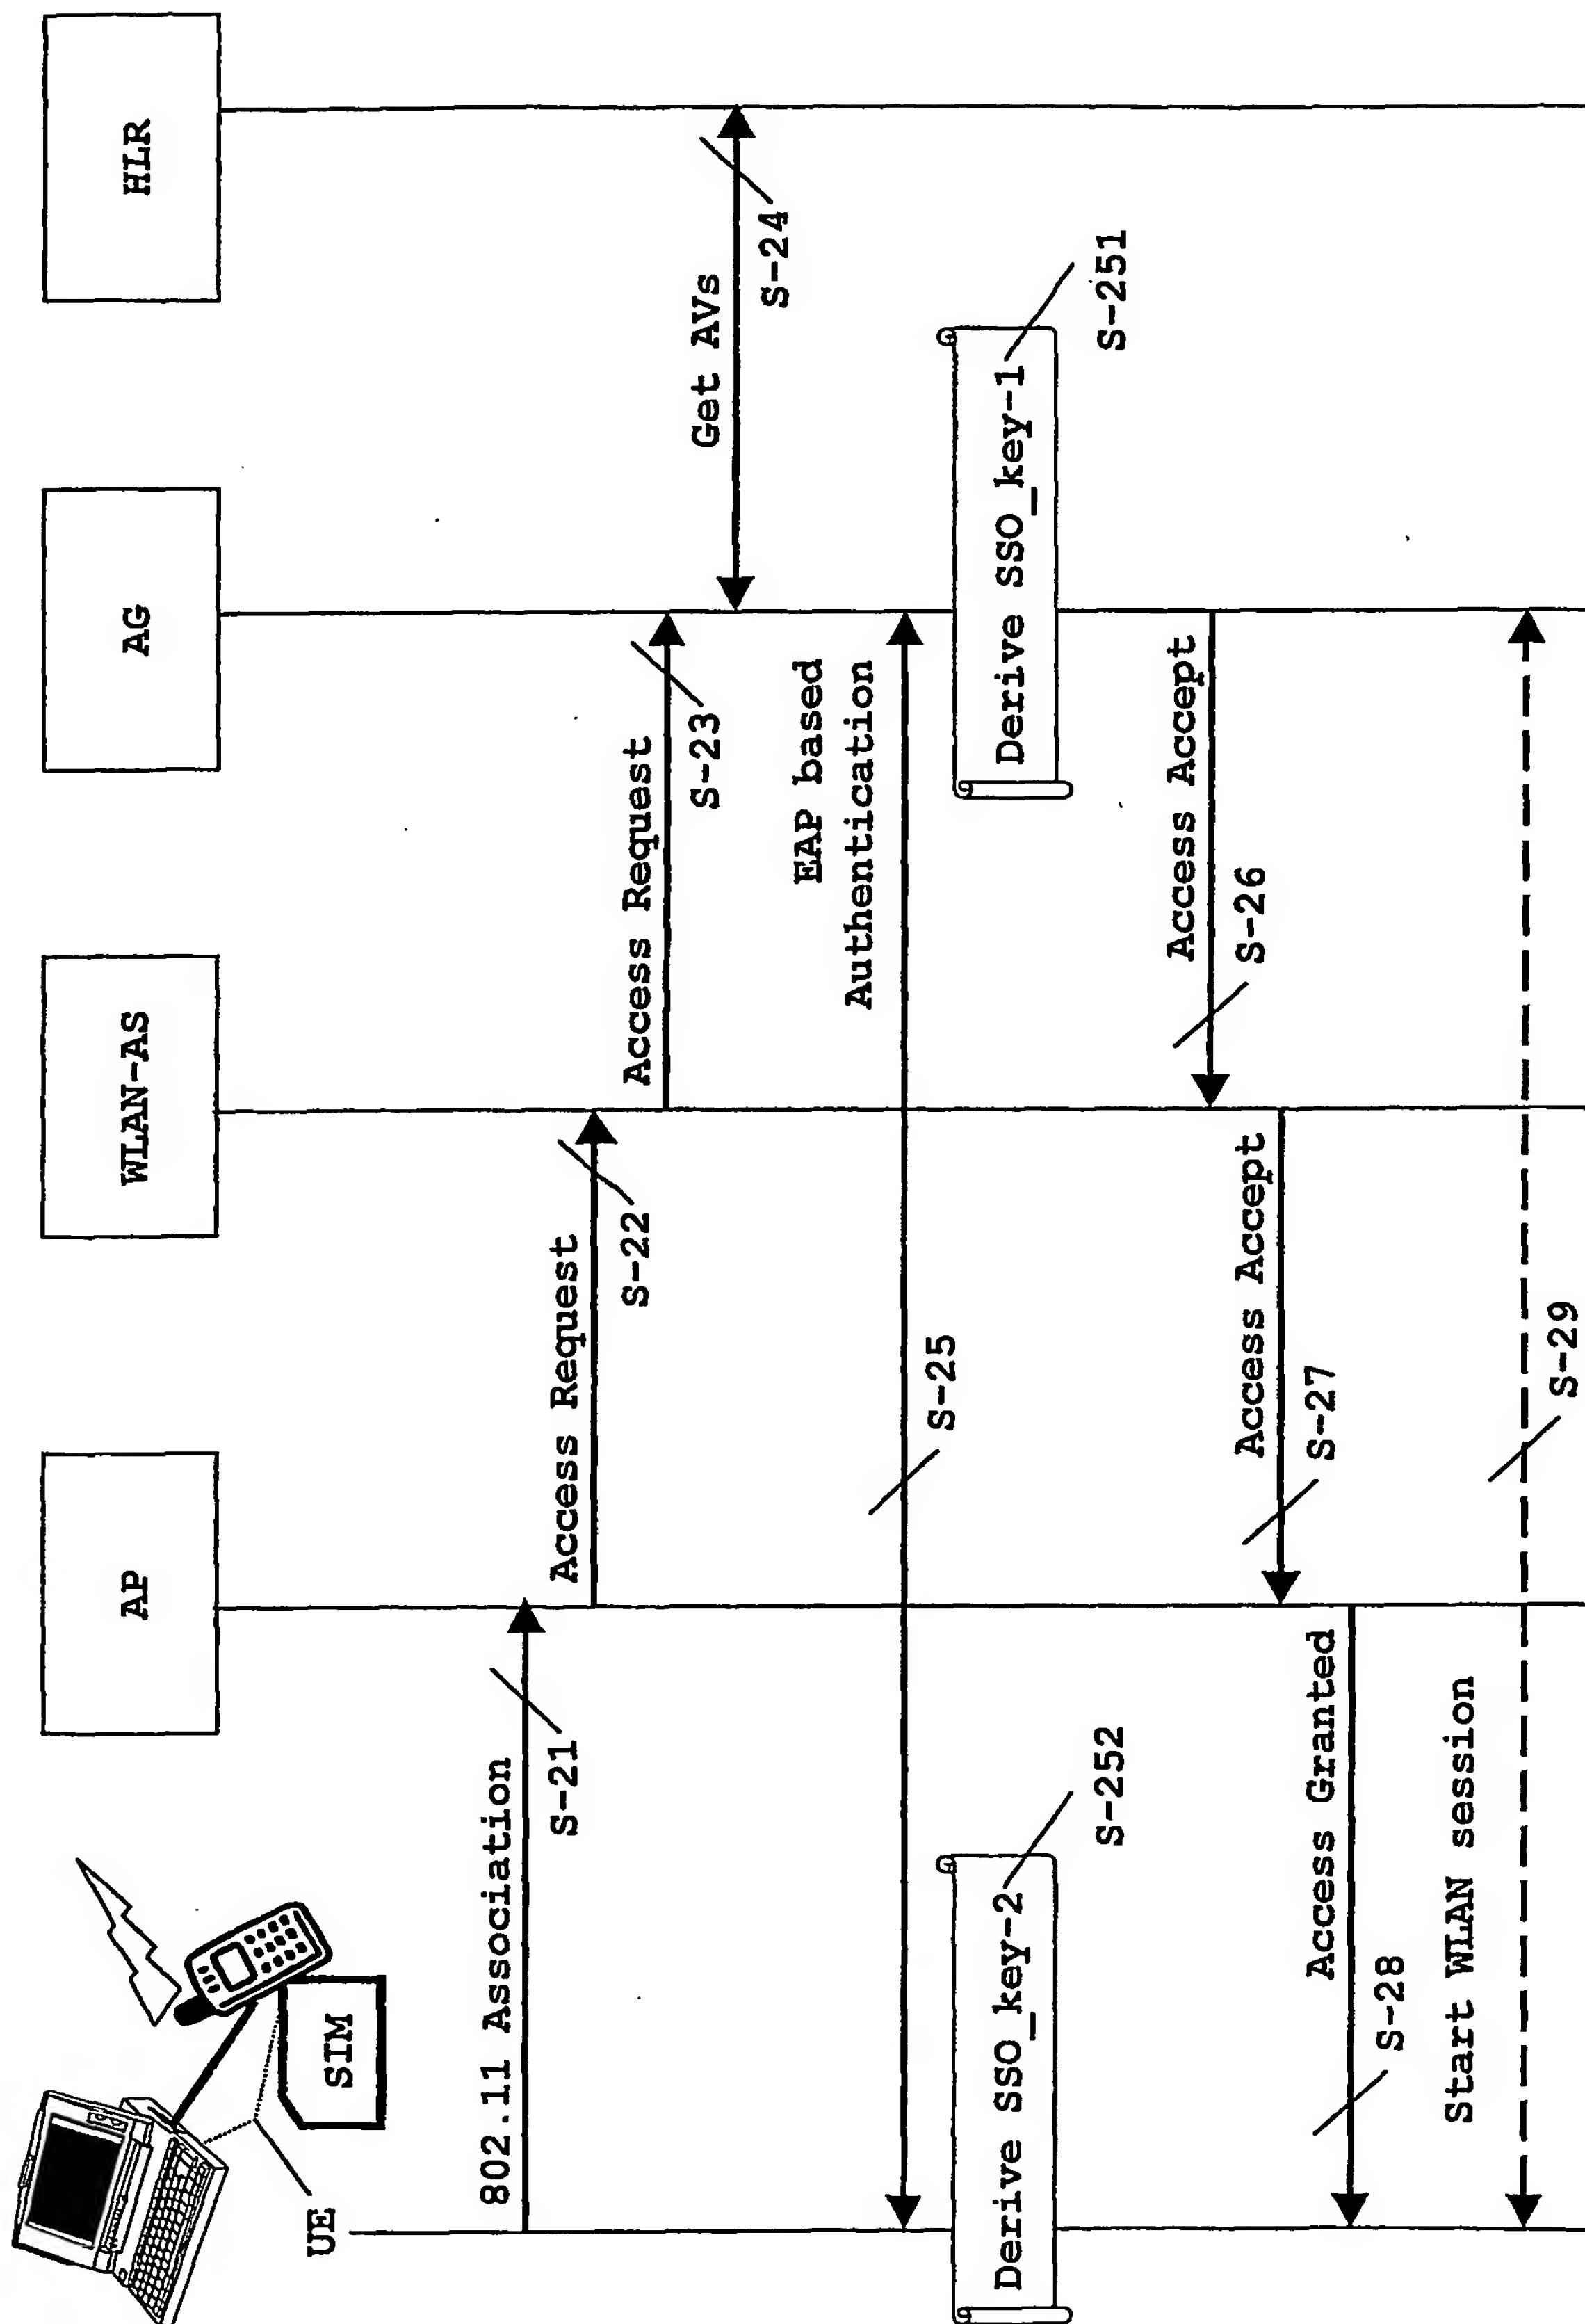 UE
SIM
AP
WLAN-AS
AG
HLR
802.11 Association
S-21
Access Request
S-22
Access Request
S-23
Get AVs
S-24
EAP based
Authentication
S-25
Derive SSO_key-2
S-252
Derive SSO_key-1
S-251
Access Accept
S-26
Access Accept
S-27
Access Granted
S-28
Start WLAN session
S-29